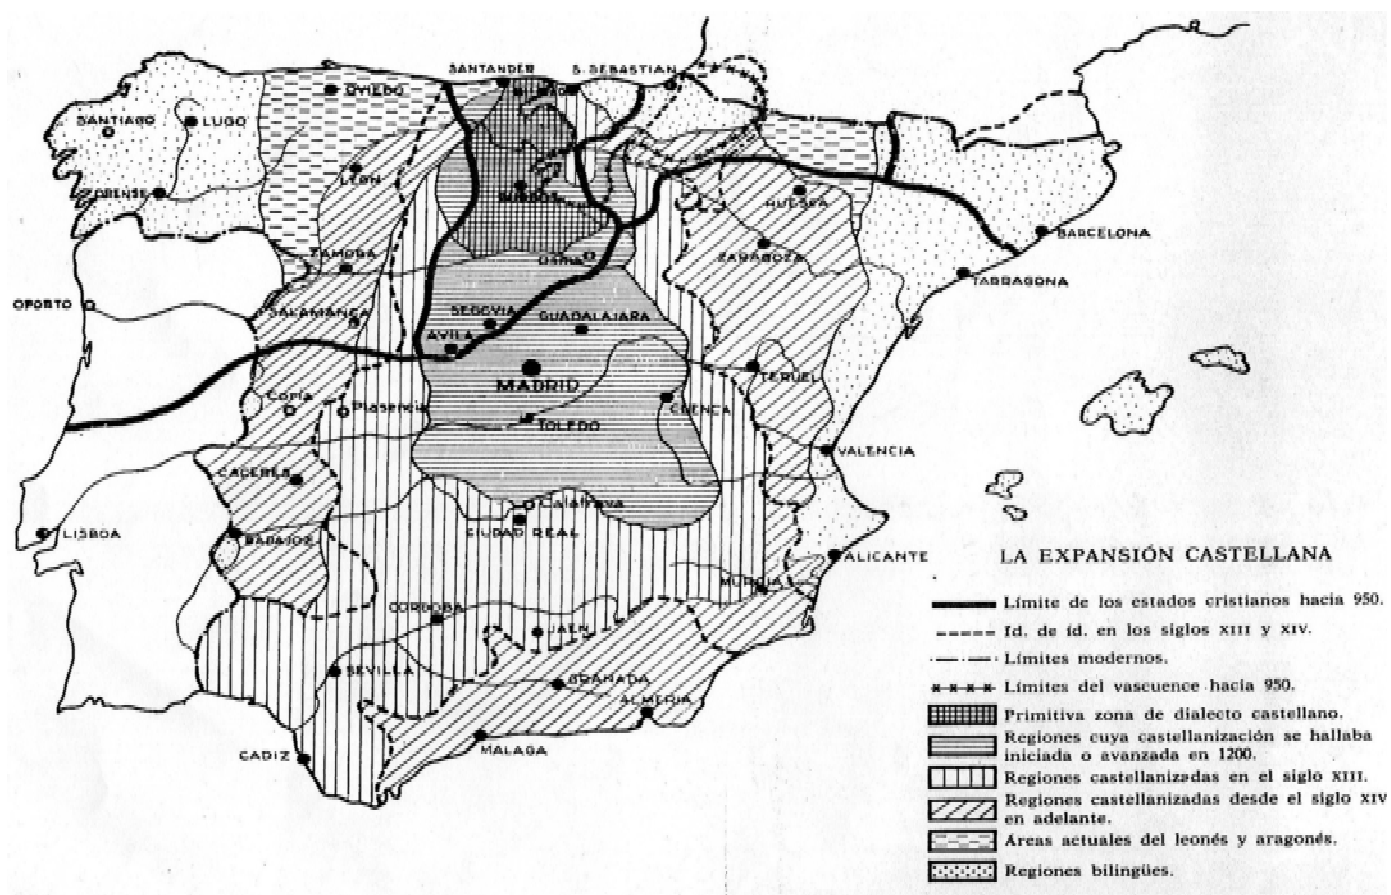 SANTANDER
S. SEBASTIAN
OVIEDO
SANTIAGO
LUGO
LEON
ORENSE
BURGOS
HUESCA
BARCELONA
ZAMORA
OSMA
ZARAGOZA
TARRAGONA
OPORTO
SALAMANCA
SEGOVIA
GUADALAJARA
AVILA
MADRID
TERUEL
Coria
Plasencia
CUENCA
TOLEDO
VALENCIA
CACERES
Calatrava
CIUDAD REAL
LISBOA
BADAJOZ
ALICANTE
MURCIA
CORDOBA
JAEN
SEVILLA
GRANADA
ALMERIA
MALAGA
CADIZ
LA EXPANSIÓN CASTELLANA
Límite de los estados cristianos hacia 950.
Id. de íd. en los siglos XIII y XIV.
Límites modernos.
Límites del vascuence hacia 950.
Primitiva zona de dialecto castellano.
Regiones cuya castellanización se hallaba
iniciada o avanzada en 1200.
Regiones castellanizadas en el siglo XIII.
Regiones castellanizadas desde el siglo XIV
en adelante.
Areas actuales del leonés y aragonés.
Regiones bilingües.